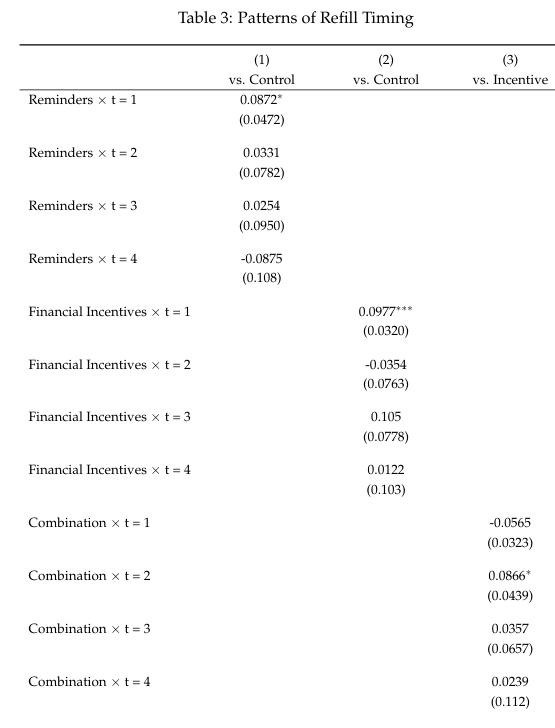 Table 3: Patterns of Refill Timing
(1) (2) (3)
vs. Control vs. Control vs. Incentive
Reminders × t = 1 0.0872*
(0.0472)
Reminders × t = 2 0.0331
(0.0782)
Reminders × t = 3 0.0254
(0.0950)
Reminders × t = 4 -0.0875
(0.108)
Financial Incentives × t = 1 0.0977***
(0.0320)
Financial Incentives × t = 2 -0.0354
(0.0763)
Financial Incentives × t = 3 0.105
(0.0778)
Financial Incentives × t = 4 0.0122
(0.103)
Combination × t = 1 -0.0565
(0.0323)
Combination × t = 2 0.0866*
(0.0439)
Combination × t = 3 0.0357
(0.0657)
Combination × t = 4 0.0239
(0.112)